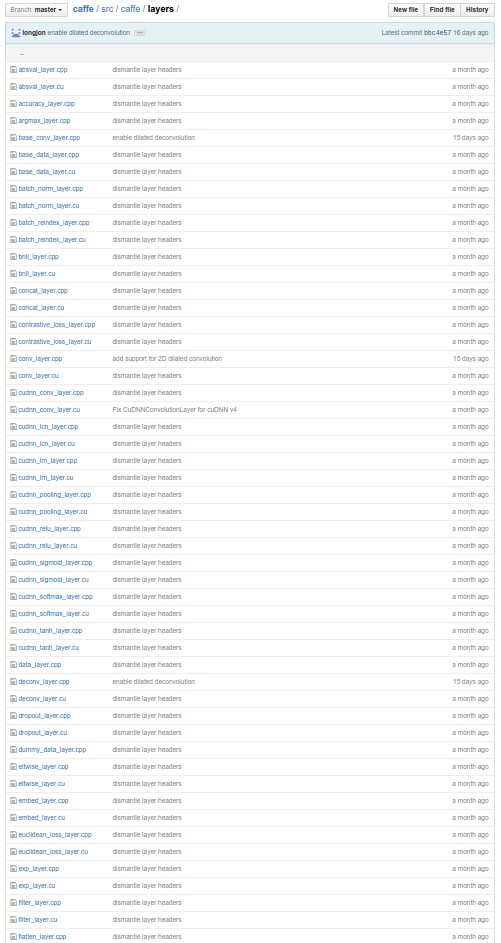 Branch: master caffe / src / caffe / layers / New file Find file History
longjon enable dilated deconvolution ... Latest commit bbc4e57 16 days ago
..
absval_layer.cpp dismantle layer headers a month ago
absval_layer.cu dismantle layer headers a month ago
accuracy_layer.cpp dismantle layer headers a month ago
argmax_layer.cpp dismantle layer headers a month ago
base_conv_layer.cpp enable dilated deconvolution 15 days ago
base_data_layer.cpp dismantle layer headers a month ago
base_data_layer.cu dismantle layer headers a month ago
batch_norm_layer.cpp dismantle layer headers a month ago
batch_norm_layer.cu dismantle layer headers a month ago
batch_reindex_layer.cpp dismantle layer headers a month ago
batch_reindex_layer.cu dismantle layer headers a month ago
bnll_layer.cpp dismantle layer headers a month ago
bnll_layer.cu dismantle layer headers a month ago
concat_layer.cpp dismantle layer headers a month ago
concat_layer.cu dismantle layer headers a month ago
contrastive_loss_layer.cpp dismantle layer headers a month ago
contrastive_loss_layer.cu dismantle layer headers a month ago
conv_layer.cpp add support for 2D dilated convolution 15 days ago
conv_layer.cu dismantle layer headers a month ago
cudnn_conv_layer.cpp dismantle layer headers a month ago
cudnn_conv_layer.cu Fix CuDNNConvolutionLayer for cuDNN v4 a month ago
cudnn_lcn_layer.cpp dismantle layer headers a month ago
cudnn_lcn_layer.cu dismantle layer headers a month ago
cudnn_lrn_layer.cpp dismantle layer headers a month ago
cudnn_lrn_layer.cu dismantle layer headers a month ago
cudnn_pooling_layer.cpp dismantle layer headers a month ago
cudnn_pooling_layer.cu dismantle layer headers a month ago
cudnn_relu_layer.cpp dismantle layer headers a month ago
cudnn_relu_layer.cu dismantle layer headers a month ago
cudnn_sigmoid_layer.cpp dismantle layer headers a month ago
cudnn_sigmoid_layer.cu dismantle layer headers a month ago
cudnn_softmax_layer.cpp dismantle layer headers a month ago
cudnn_softmax_layer.cu dismantle layer headers a month ago
cudnn_tanh_layer.cpp dismantle layer headers a month ago
cudnn_tanh_layer.cu dismantle layer headers a month ago
data_layer.cpp dismantle layer headers a month ago
deconv_layer.cpp enable dilated deconvolution 15 days ago
deconv_layer.cu dismantle layer headers a month ago
dropout_layer.cpp dismantle layer headers a month ago
dropout_layer.cu dismantle layer headers a month ago
dummy_data_layer.cpp dismantle layer headers a month ago
eltwise_layer.cpp dismantle layer headers a month ago
eltwise_layer.cu dismantle layer headers a month ago
embed_layer.cpp dismantle layer headers a month ago
embed_layer.cu dismantle layer headers a month ago
euclidean_loss_layer.cpp dismantle layer headers a month ago
euclidean_loss_layer.cu dismantle layer headers a month ago
exp_layer.cpp dismantle layer headers a month ago
exp_layer.cu dismantle layer headers a month ago
filter_layer.cpp dismantle layer headers a month ago
filter_layer.cu dismantle layer headers a month ago
flatten_layer.cpp dismantle layer headers a month ago